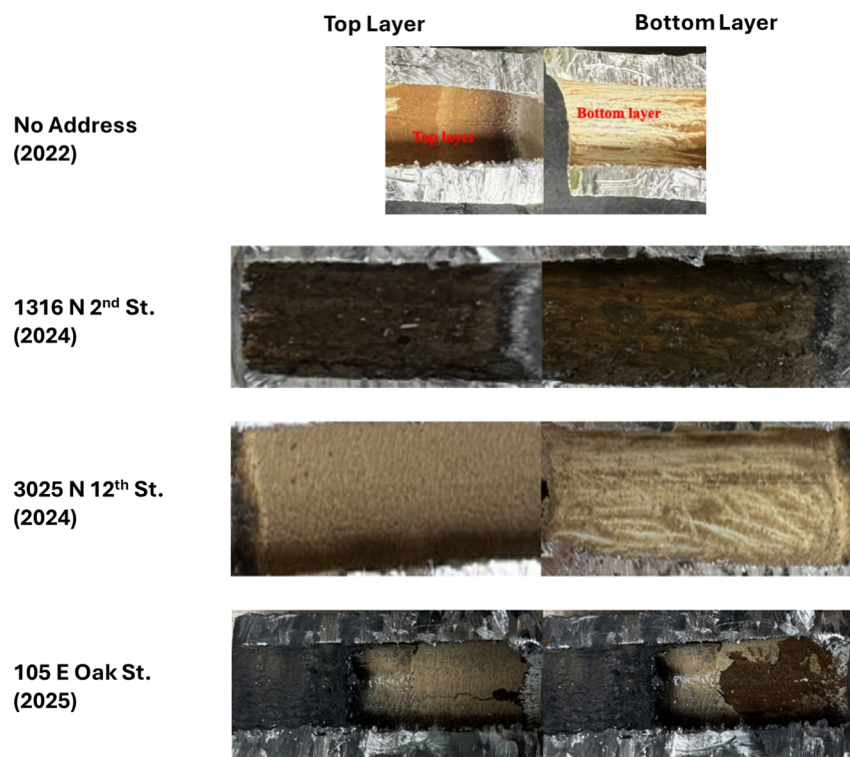 Top Layer
Bottom Layer
No Address
(2022)
Top layer
Bottom layer
1316 N 2nd St.
(2024)
3025 N 12th St.
(2024)
105 E Oak St.
(2025)